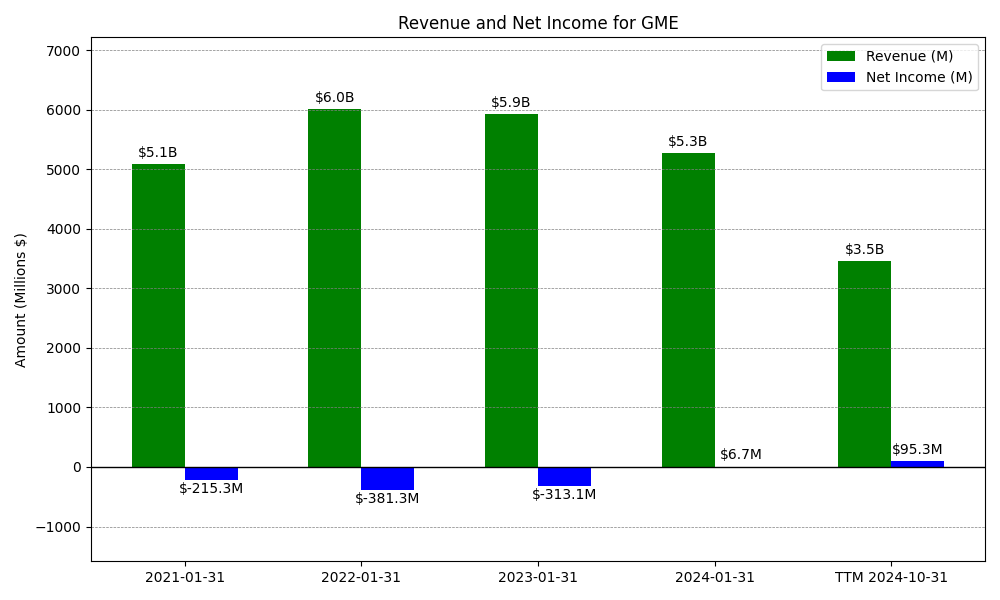 Revenue and Net Income for GME
Revenue (M)
Net Income (M)
Amount (Millions $)
7000
6000
5000
4000
3000
2000
1000
0
−1000
$5.1B
$6.0B
$5.9B
$5.3B
$3.5B
$-215.3M
$-381.3M
$-313.1M
$6.7M
$95.3M
2021-01-31
2022-01-31
2023-01-31
2024-01-31
TTM 2024-10-31